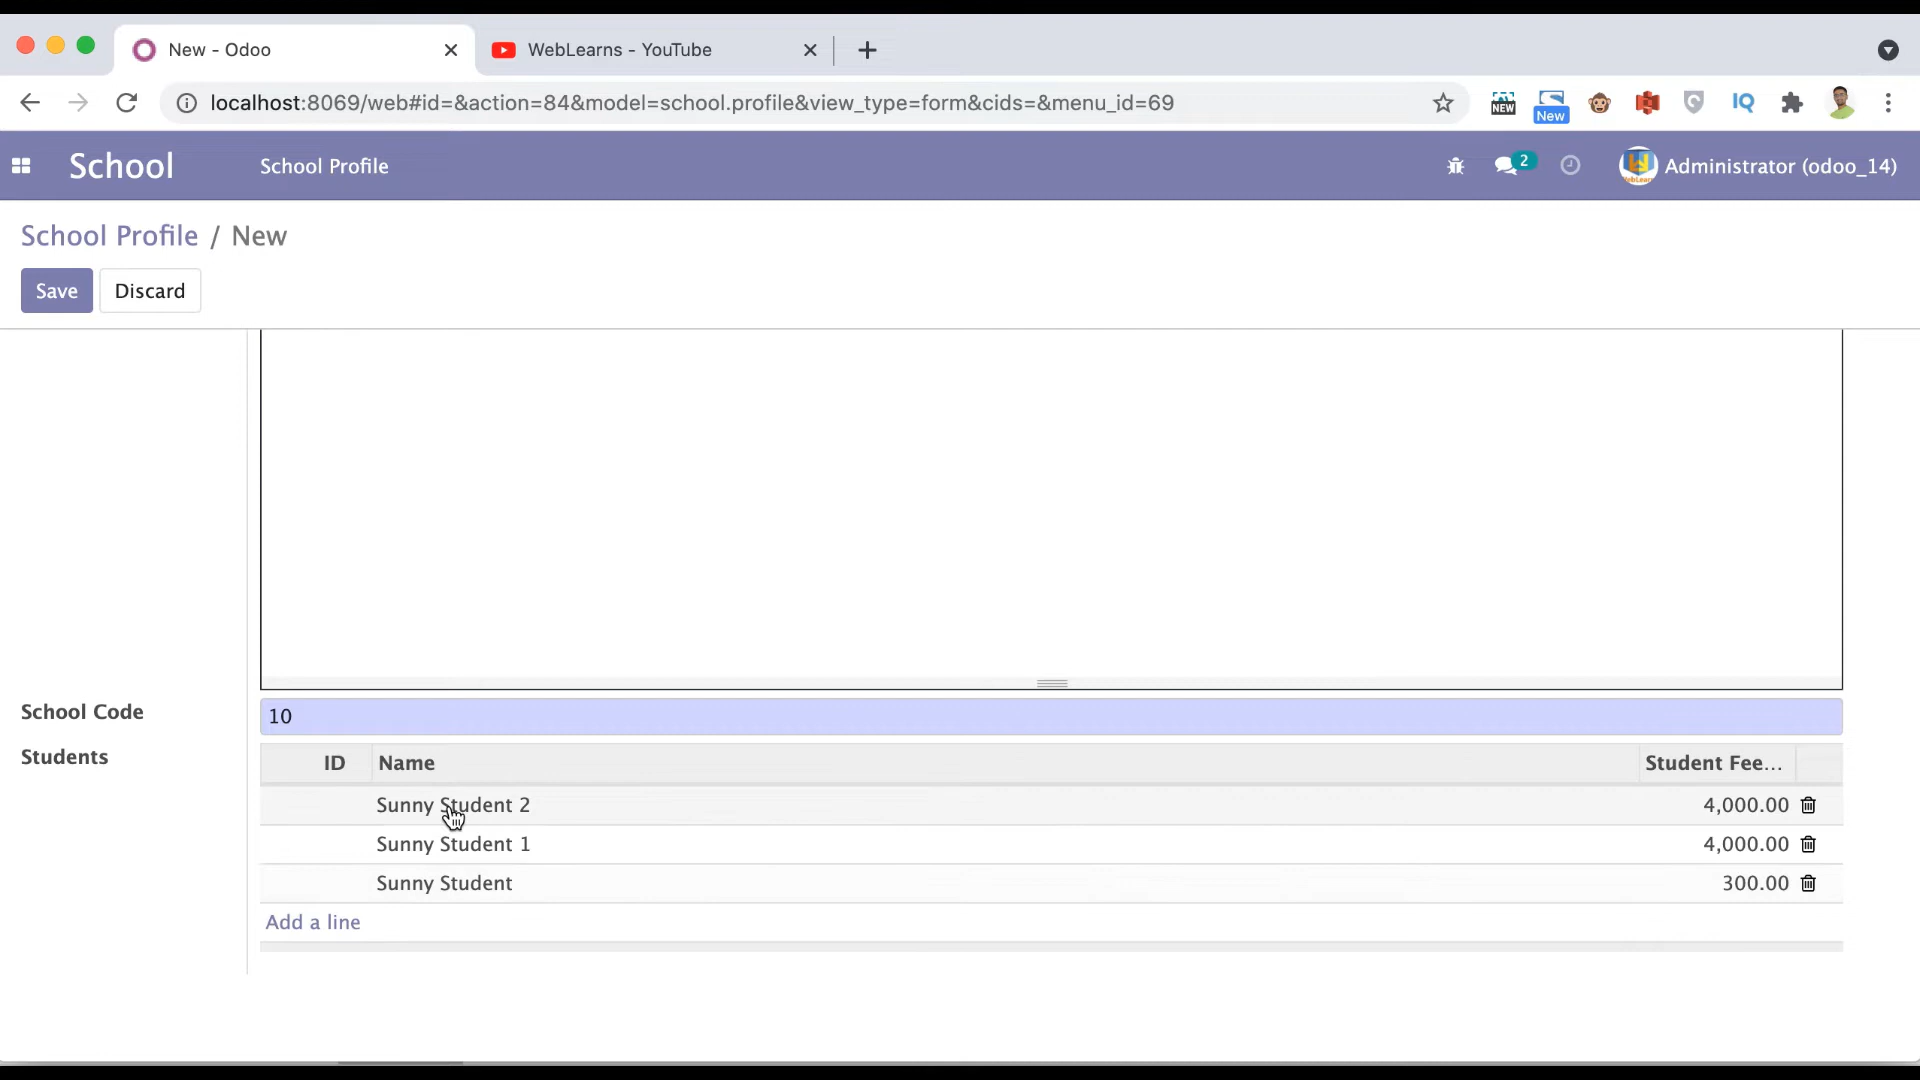 New - Odoo
WebLearns - YouTube
localhost:8069/web#id=&action=84&model=school.profile&view_type=form&cids=&menu_id=69
NEW
New
IQ
School
School Profile
2
Administrator (odoo_14)
School Profile / New
Save
Discard
School Code
10
Students
ID
Name
Student Fee...
Sunny Student 2
4,000.00
Sunny Student 1
4,000.00
Sunny Student
300.00
Add a line